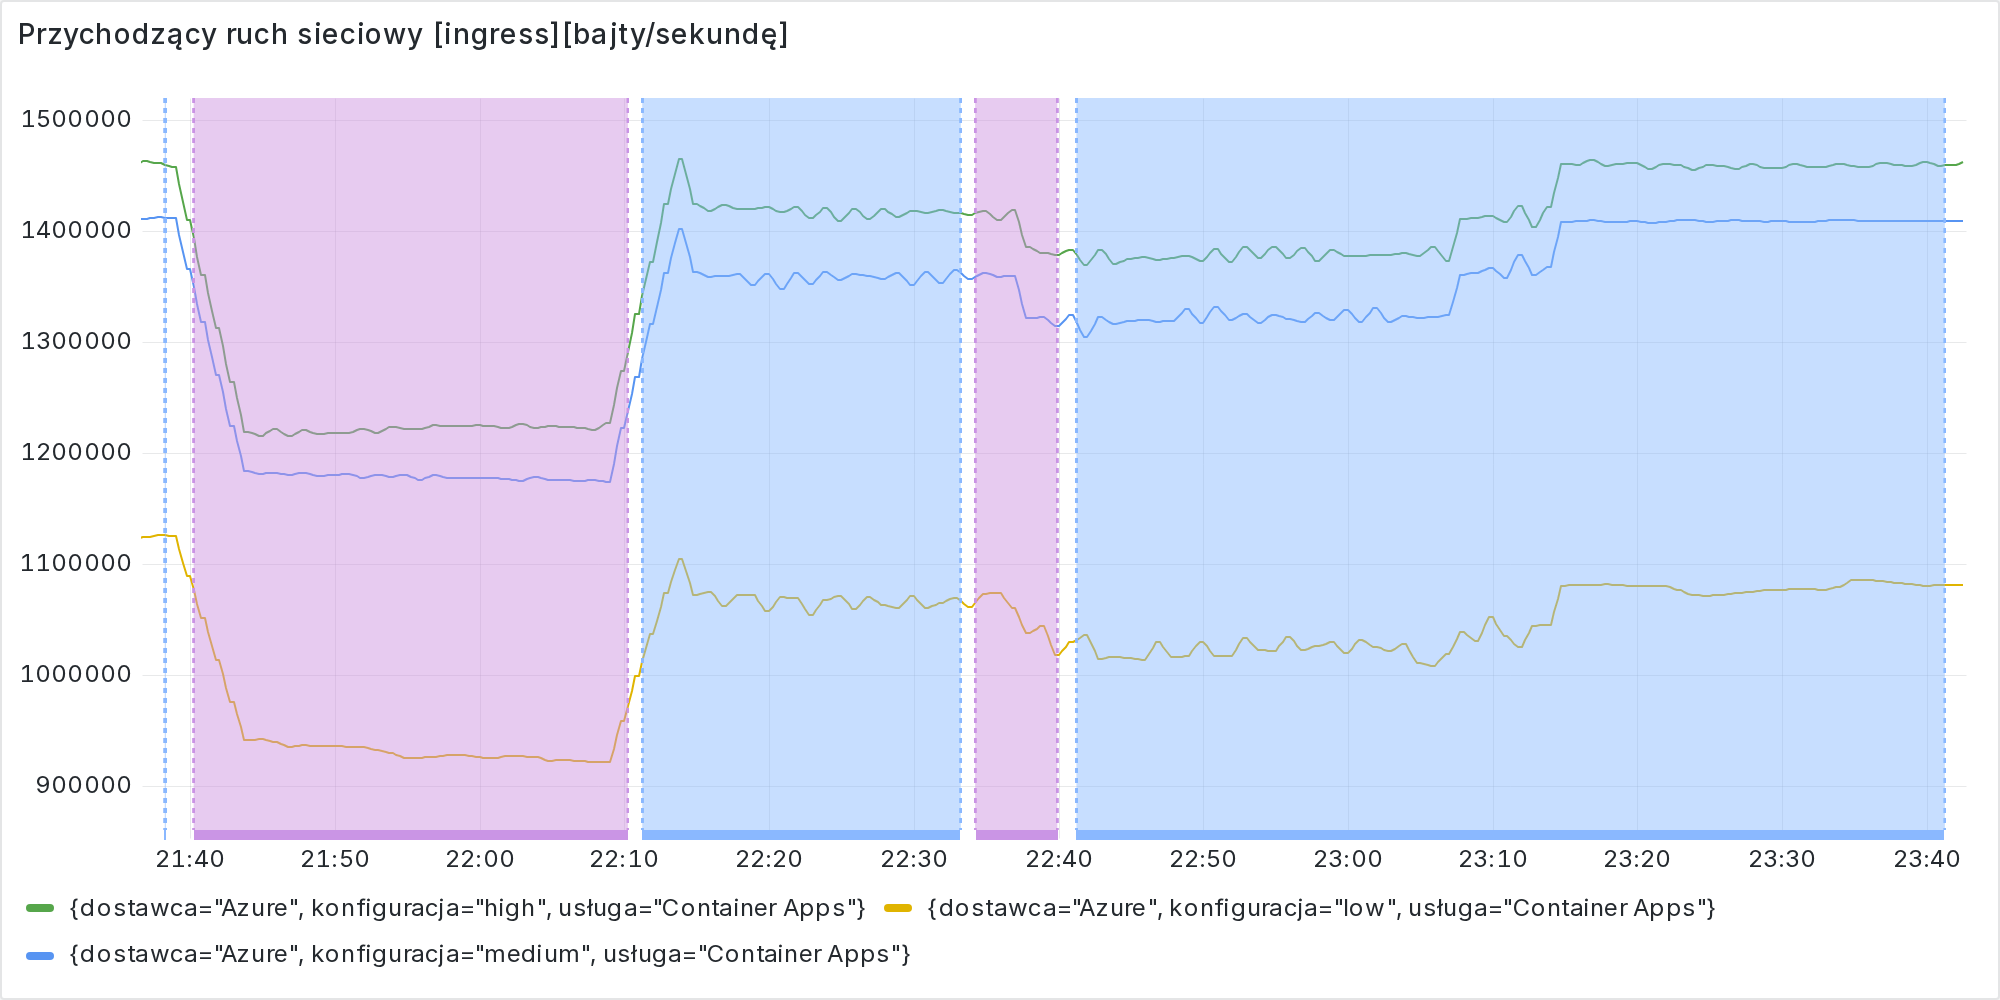 Przychodzący ruch sieciowy [ingress][bajty/sekundę]
1500000
1400000
1300000
1200000
1100000
1000000
900000
21:40 21:50 22:00 22:10 22:20 22:30 22:40 22:50 23:00 23:10 23:20 23:30 23:40
{dostawca="Azure", konfiguracja="high", usługa="Container Apps"} {dostawca="Azure", konfiguracja="low", usługa="Container Apps"}
{dostawca="Azure", konfiguracja="medium", usługa="Container Apps"}